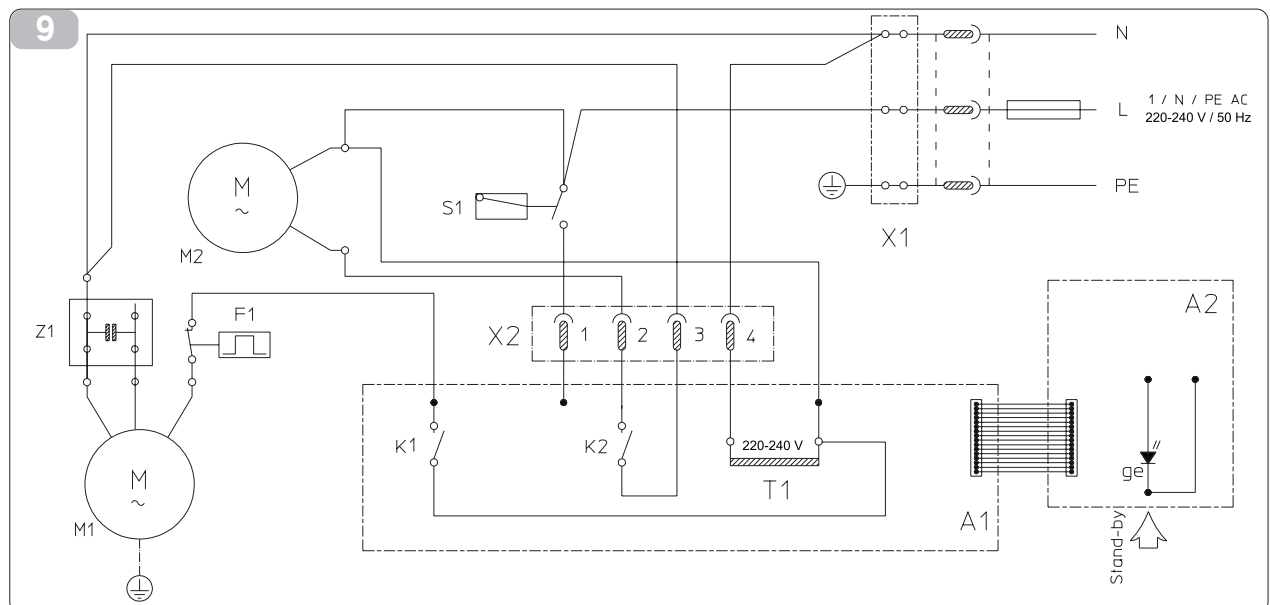 9
N
L
1 / N / PE AC
220-240 V / 50 Hz
PE
X1
M
~
M2
S1
Z1
F1
X2
1
2
3
4
A2
K1
K2
220-240 V
T1
A1
ge
Stand-by
M
~
M1